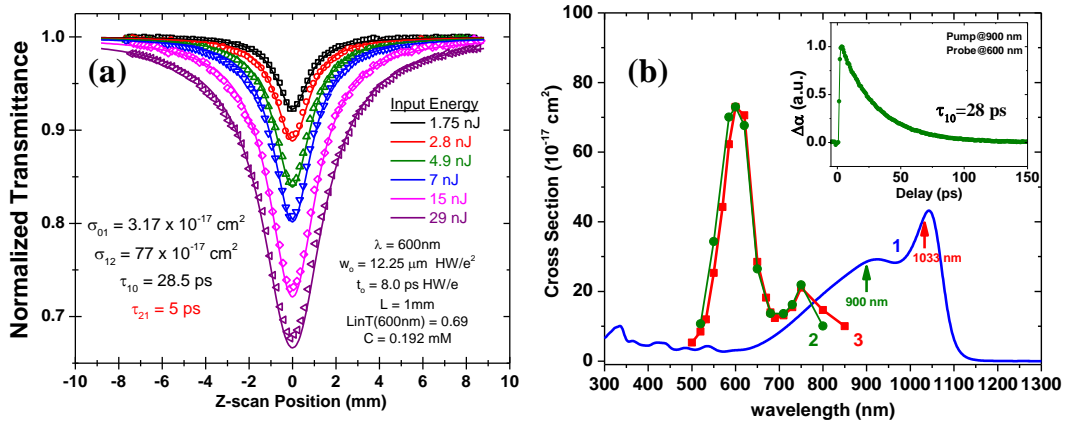 (a)
Normalized Transmittance
1.0
0.9
0.8
0.7
Input Energy
1.75 nJ
2.8 nJ
4.9 nJ
7 nJ
15 nJ
29 nJ
σ01 = 3.17 x 10-17 cm2
σ12 = 77 x 10-17 cm2
τ10 = 28.5 ps
τ21 = 5 ps
λ = 600nm
wo = 12.25 μm HW/e2
to = 8.0 ps HW/e
L = 1mm
LinT(600nm) = 0.69
C = 0.192 mM
-10 -8 -6 -4 -2 0 2 4 6 8 10
Z-scan Position (mm)
(b)
Cross Section (10-17 cm2)
100
80
60
40
20
0
1
2
3
900 nm
1033 nm
300 400 500 600 700 800 900 1000 1100 1200 1300
wavelength (nm)
Pump@900 nm
Probe@600 nm
τ10=28 ps
Δα (a.u.)
1.0
0.5
0.0
0 50 100 150
Delay (ps)